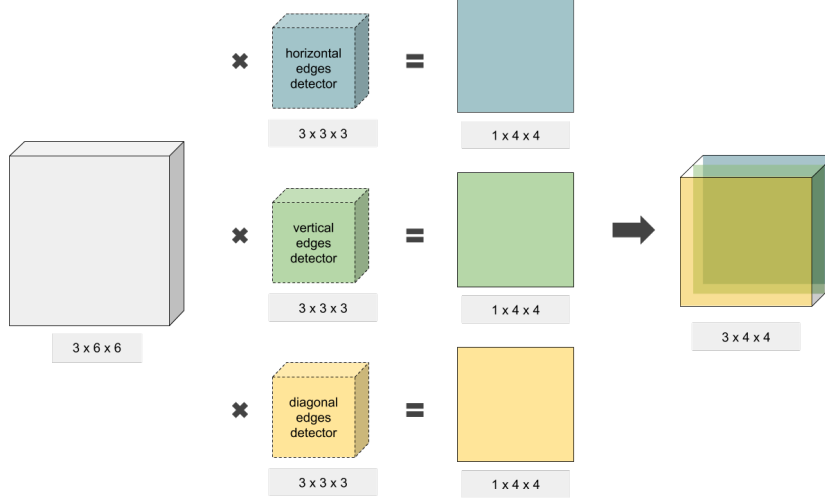 horizontal
edges
detector
3 x 3 x 3
1 x 4 x 4
3 x 6 x 6
vertical
edges
detector
3 x 3 x 3
1 x 4 x 4
3 x 4 x 4
diagonal
edges
detector
3 x 3 x 3
1 x 4 x 4